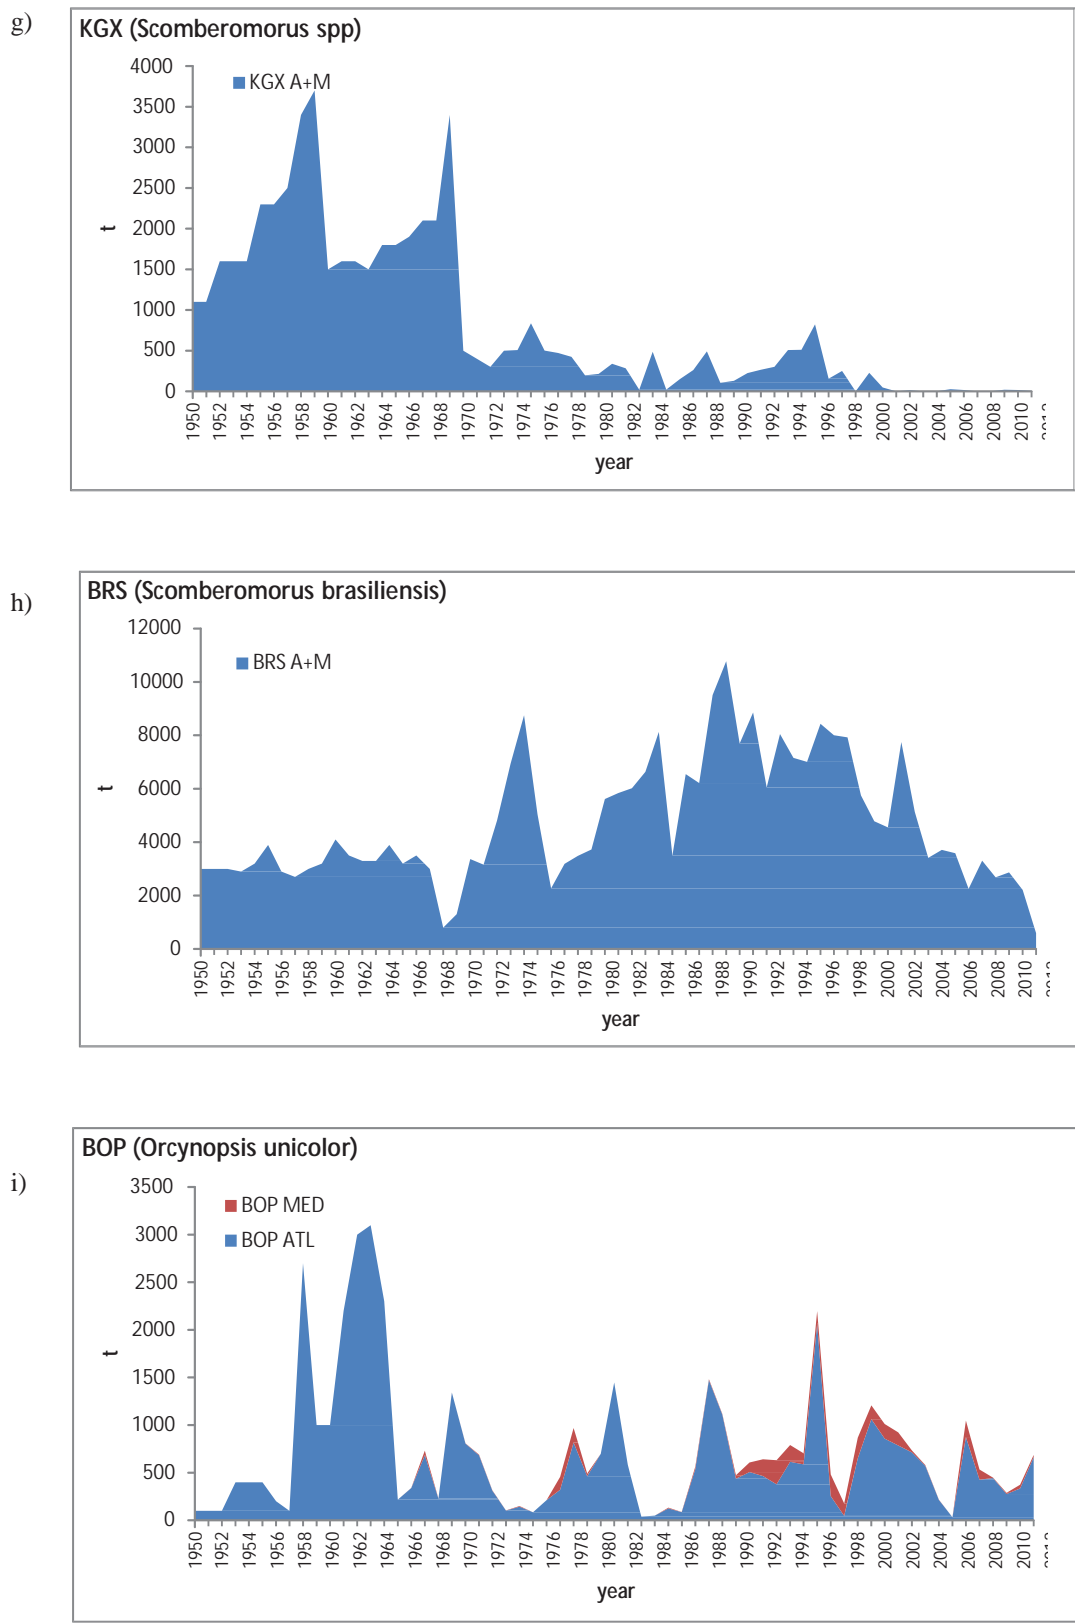 g)
KGX (Scomberomorus spp)
4000
3500
3000
2500
2000
1500
1000
500
0
KGX A+M
t
1950 1952 1954 1956 1958 1960 1962 1964 1966 1968 1970 1972 1974 1976 1978 1980 1982 1984 1986 1988 1990 1992 1994 1996 1998 2000 2002 2004 2006 2008 2010
year
h)
BRS (Scomberomorus brasiliensis)
12000
10000
8000
6000
4000
2000
0
BRS A+M
t
1950 1952 1954 1956 1958 1960 1962 1964 1966 1968 1970 1972 1974 1976 1978 1980 1982 1984 1986 1988 1990 1992 1994 1996 1998 2000 2002 2004 2006 2008 2010
year
i)
BOP (Orcynopsis unicolor)
3500
3000
2500
2000
1500
1000
500
0
BOP MED
BOP ATL
t
1950 1952 1954 1956 1958 1960 1962 1964 1966 1968 1970 1972 1974 1976 1978 1980 1982 1984 1986 1988 1990 1992 1994 1996 1998 2000 2002 2004 2006 2008 2010
year